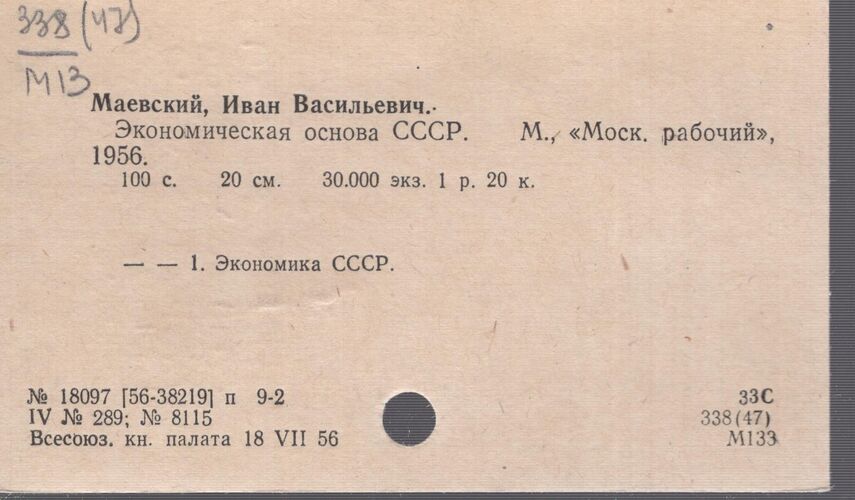 338 (47)
М13
Маевский, Иван Васильевич.
Экономическая основа СССР. М., «Моск. рабочий»,
1956.
100 с. 20 см. 30.000 экз. 1 р. 20 к.
— — 1. Экономика СССР.
№ 18097 [56-38219] п 9-2
IV № 289; № 8115
Всесоюз. кн. палата 18 VII 56
33С
338(47)
М133